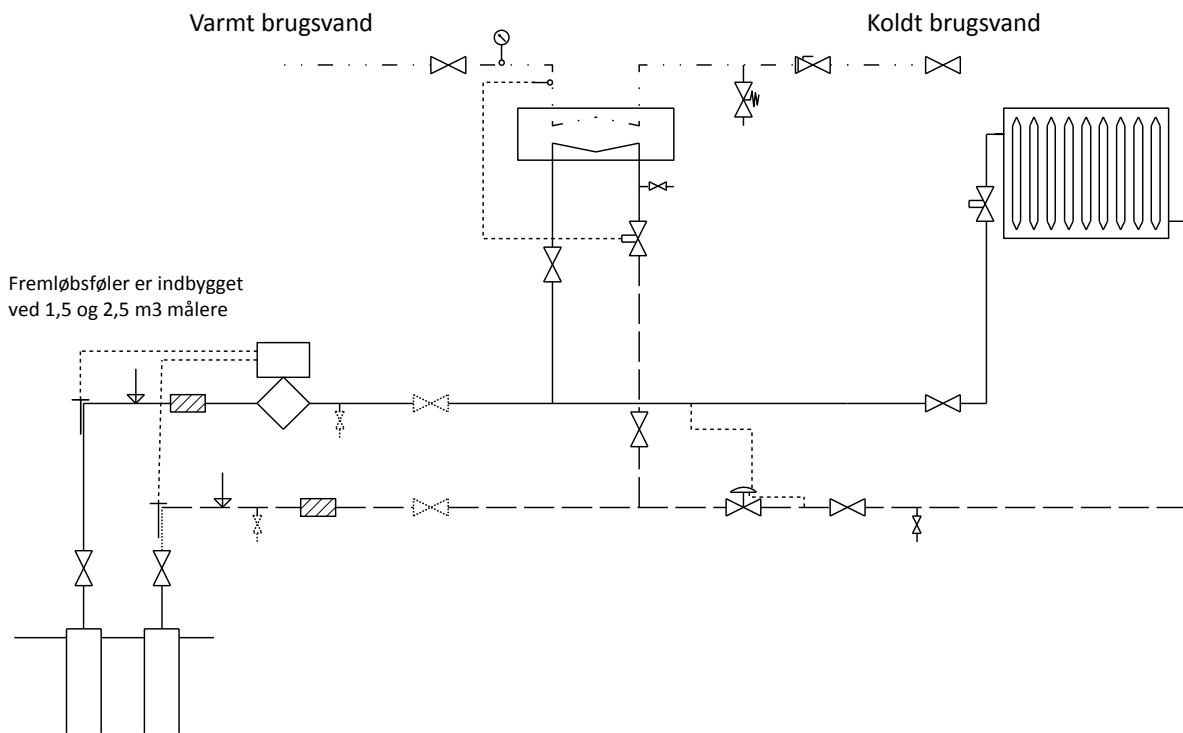 Varmt brugsvand
Koldt brugsvand
Fremløbsføler er indbygget
ved 1,5 og 2,5 m3 målere